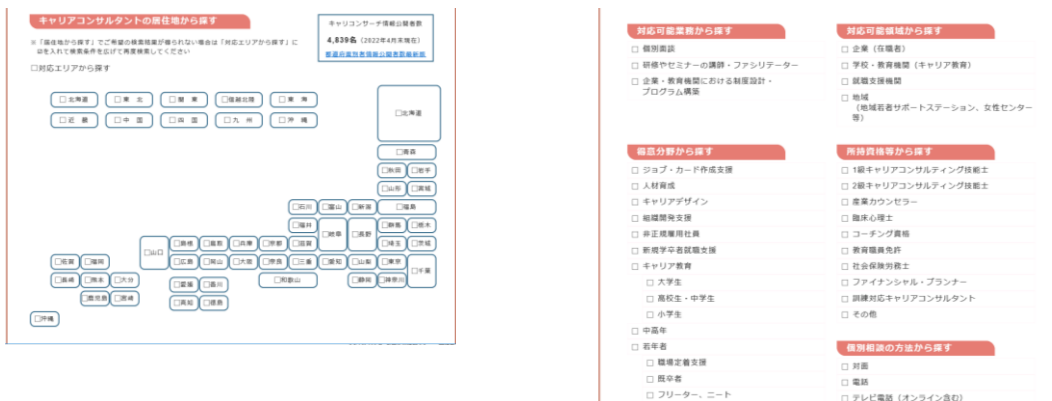 キャリアコンサルタントの居住地から探す
※「居住地から探す」でご希望の検索結果が得られない場合は「対応エリアから探す」に
☑を入れて検索条件を広げて再度検索してください
□対応エリアから探す
キャリコンサーチ情報公開者数
4,839名（2022年4月末現在）
都道府県別各情報公開者数最新版
□北海道 □東 北 □関 東 □信越北陸 □東 海
□近 畿 □中 国 □四 国 □九 州 □沖 縄
□北海道
□青森
□秋田 □岩手
□山形 □宮城
□石川 □富山 □新潟 □福島
□福井 □岐阜 □長野 □群馬 □栃木
□山口 □島根 □鳥取 □兵庫 □京都 □滋賀 □埼玉 □茨城
□佐賀 □福岡 □広島 □岡山 □大阪 □奈良 □三重 □愛知 □山梨 □東京 □千葉
□長崎 □熊本 □大分 □愛媛 □香川 □和歌山 □静岡 □神奈川
□鹿児島 □宮崎 □高知 □徳島
□沖縄
対応可能業務から探す
□ 個別面談
□ 研修やセミナーの講師・ファシリテーター
□ 企業・教育機関における制度設計・
プログラム構築
対応可能領域から探す
□ 企業（在職者）
□ 学校・教育機関（キャリア教育）
□ 就職支援機関
□ 地域
（地域若者サポートステーション、女性センター
等）
得意分野から探す
□ ジョブ・カード作成支援
□ 人材育成
□ キャリアデザイン
□ 組織開発支援
□ 非正規雇用社員
□ 新規学卒者就職支援
□ キャリア教育
□ 大学生
□ 高校生・中学生
□ 小学生
□ 中高年
□ 若年者
□ 職場定着支援
□ 既卒者
□ フリーター、ニート
所持資格等から探す
□ 1級キャリアコンサルティング技能士
□ 2級キャリアコンサルティング技能士
□ 産業カウンセラー
□ 臨床心理士
□ コーチング資格
□ 教育職員免許
□ 社会保険労務士
□ ファイナンシャル・プランナー
□ 訓練対応キャリアコンサルタント
□ その他
個別相談の方法から探す
□ 対面
□ 電話
□ テレビ電話（オンライン含む）